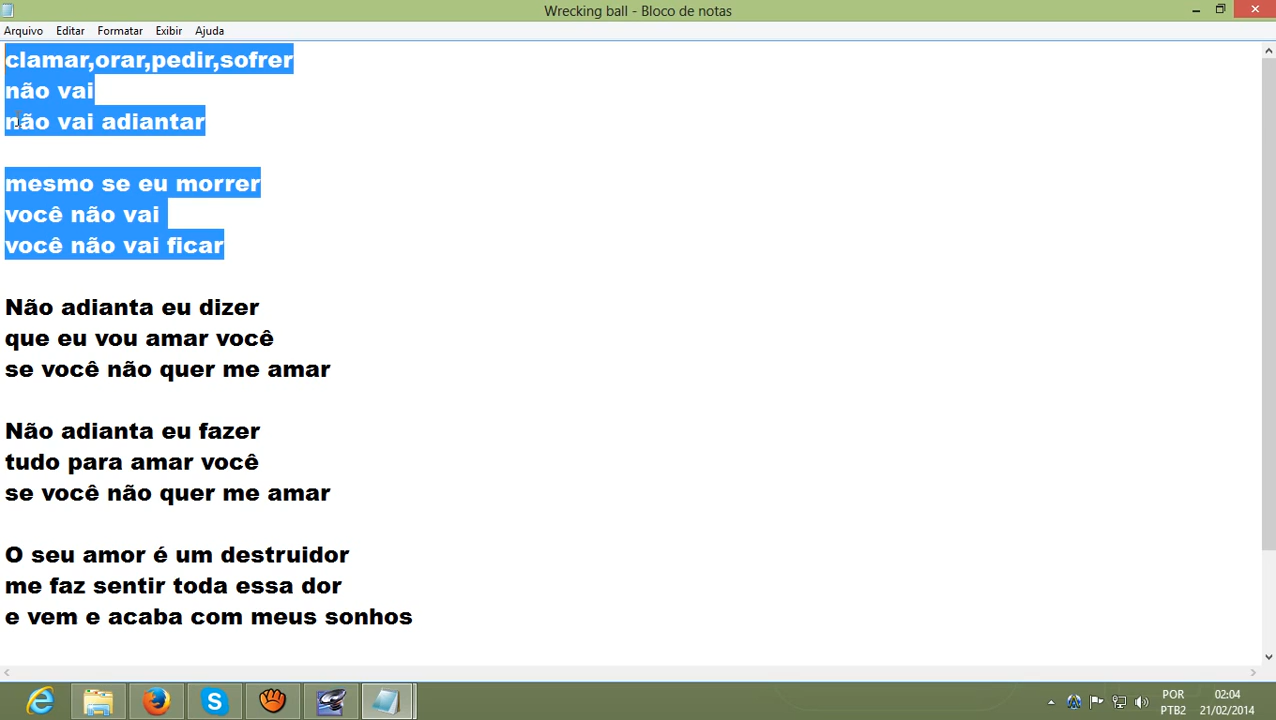 Wrecking ball - Bloco de notas
Arquivo Editar Formatar Exibir Ajuda
clamar,orar,pedir,sofrer
não vai
não vai adiantar
mesmo se eu morrer
você não vai
você não vai ficar
Não adianta eu dizer
que eu vou amar você
se você não quer me amar
Não adianta eu fazer
tudo para amar você
se você não quer me amar
O seu amor é um destruidor
me faz sentir toda essa dor
e vem e acaba com meus sonhos
POR 02:04
PTB2 21/02/2014